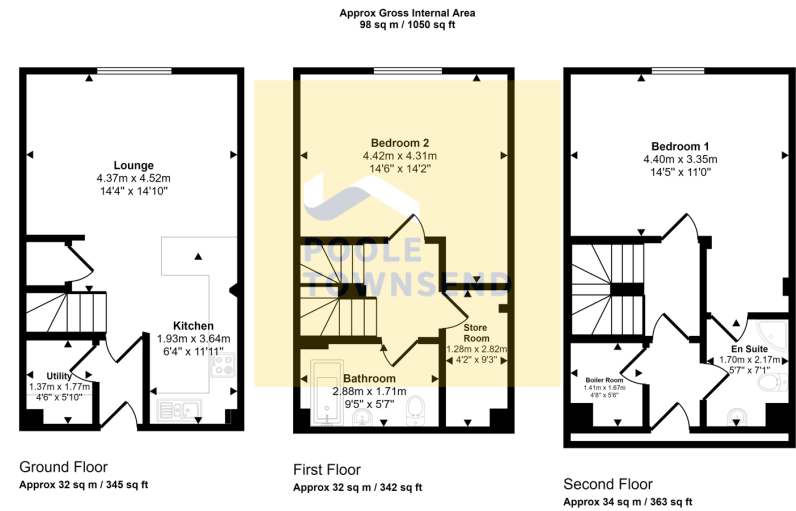 Approx Gross Internal Area
98 sq m / 1050 sq ft
Lounge
4.37m x 4.52m
14'4" x 14'10"
Kitchen
1.93m x 3.64m
6'4" x 11'11"
Utility
1.37m x 1.77m
4'6" x 5'10"
Ground Floor
Approx 32 sq m / 345 sq ft
Bedroom 2
4.42m x 4.31m
14'6" x 14'2"
POOLE
TOWNSEND
Store
Room
1.28m x 2.82m
4'2" x 9'3"
Bathroom
2.88m x 1.71m
9'5" x 5'7"
First Floor
Approx 32 sq m / 342 sq ft
Bedroom 1
4.40m x 3.35m
14'5" x 11'0"
En Suite
1.70m x 2.17m
5'7" x 7'1"
Boiler Room
1.41m x 1.67m
4'8" x 5'6"
Second Floor
Approx 34 sq m / 363 sq ft